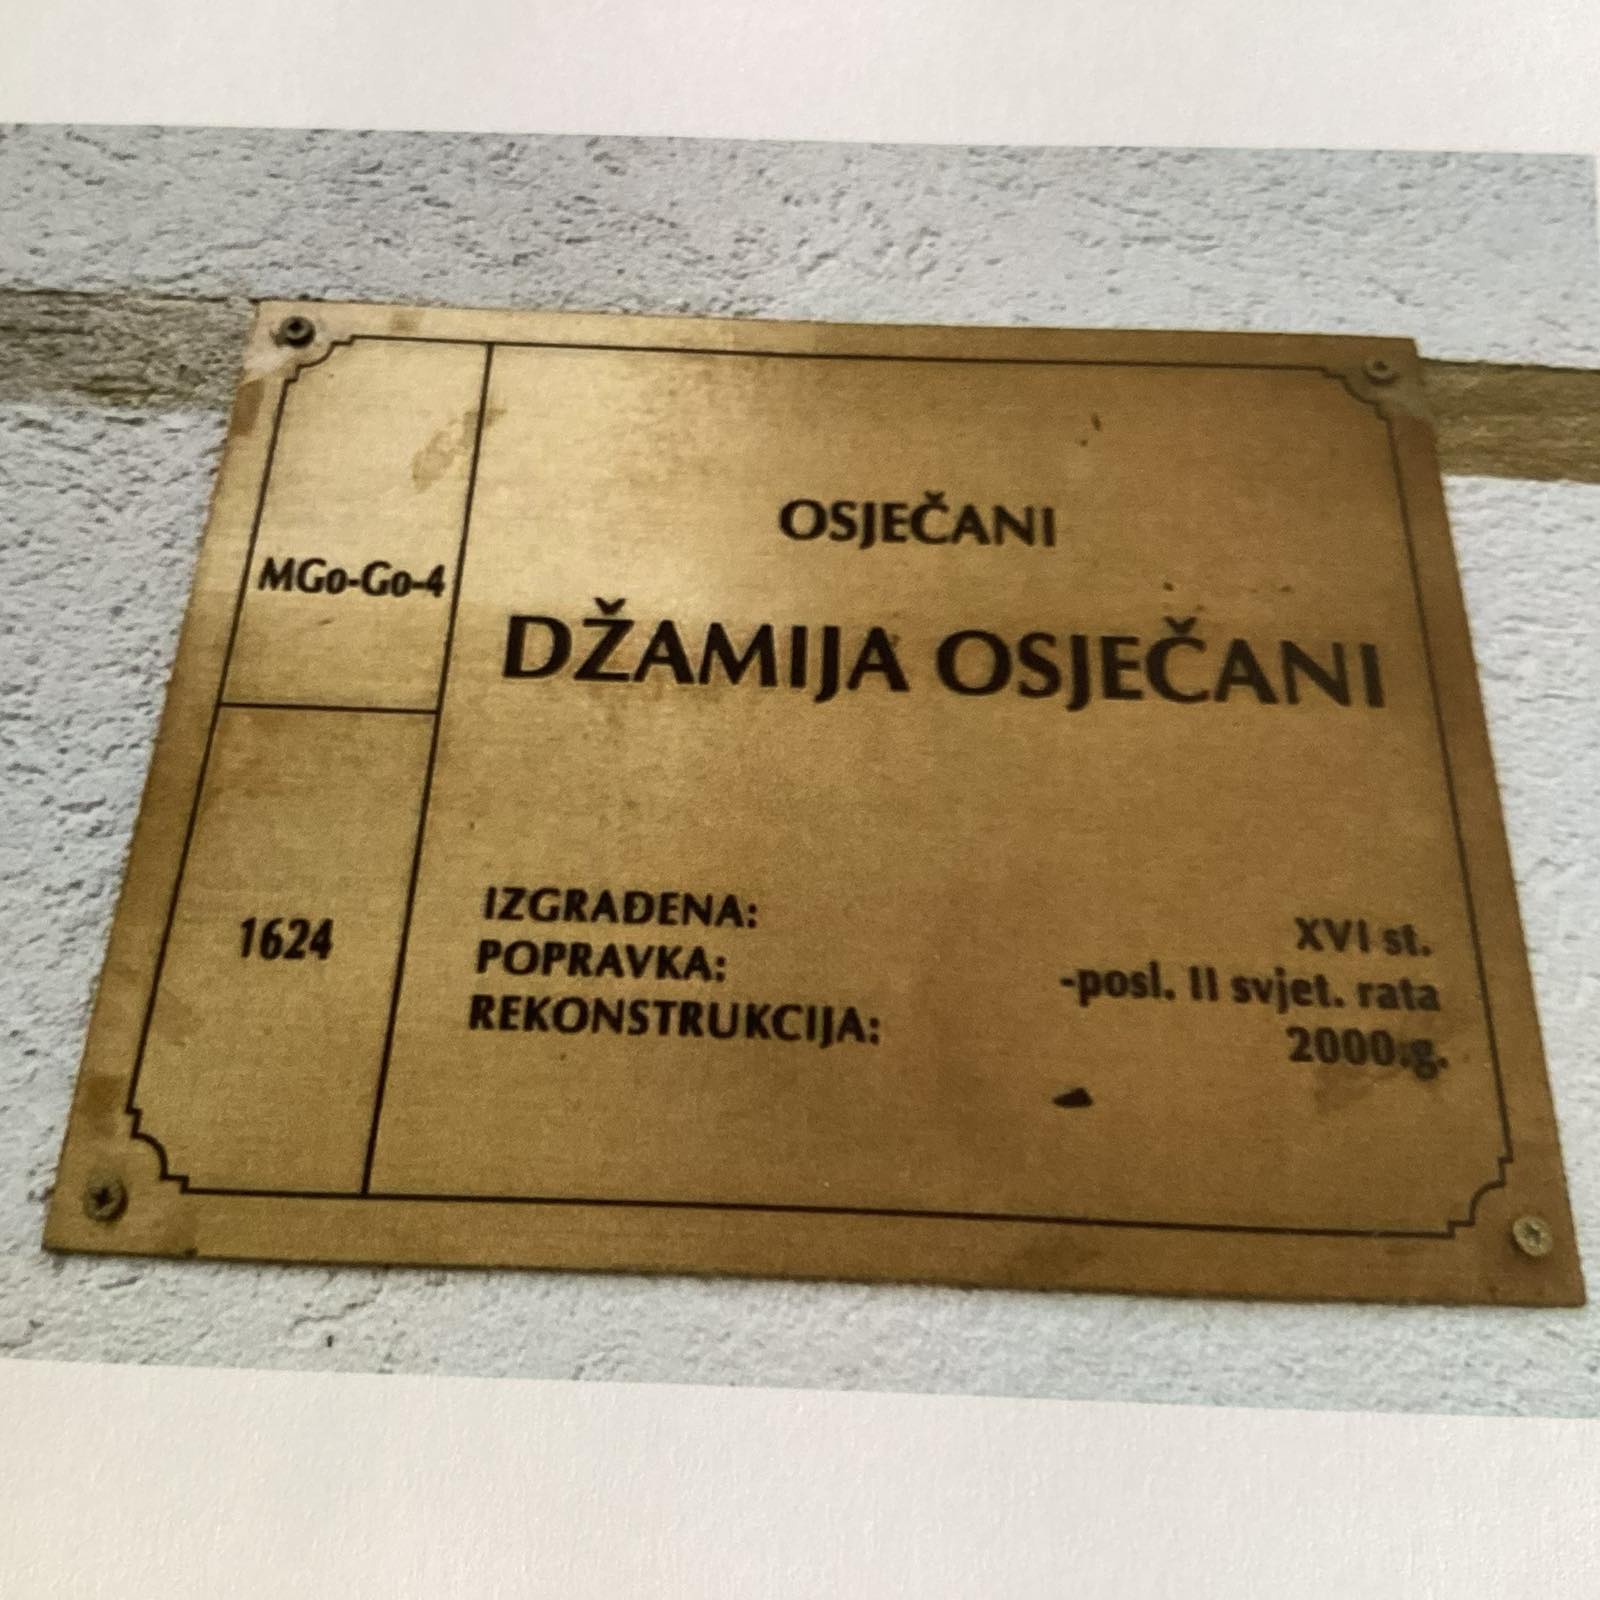 MGo-Go-4
1624
OSJEČANI
DŽAMIJA OSJEČANI
IZGRAĐENA: XVI st.
POPRAVKA: -posl. II svjet. rata
REKONSTRUKCIJA: 2000.g.